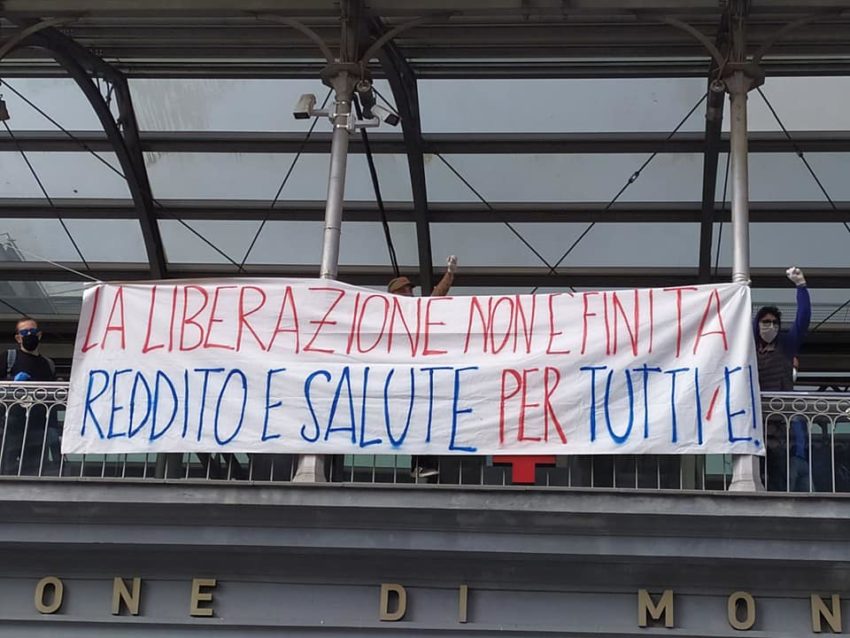 LA LIBERAZIONE NON È FINITA
REDDITO E SALUTE PER TUTTI/E!
ONE DI MON